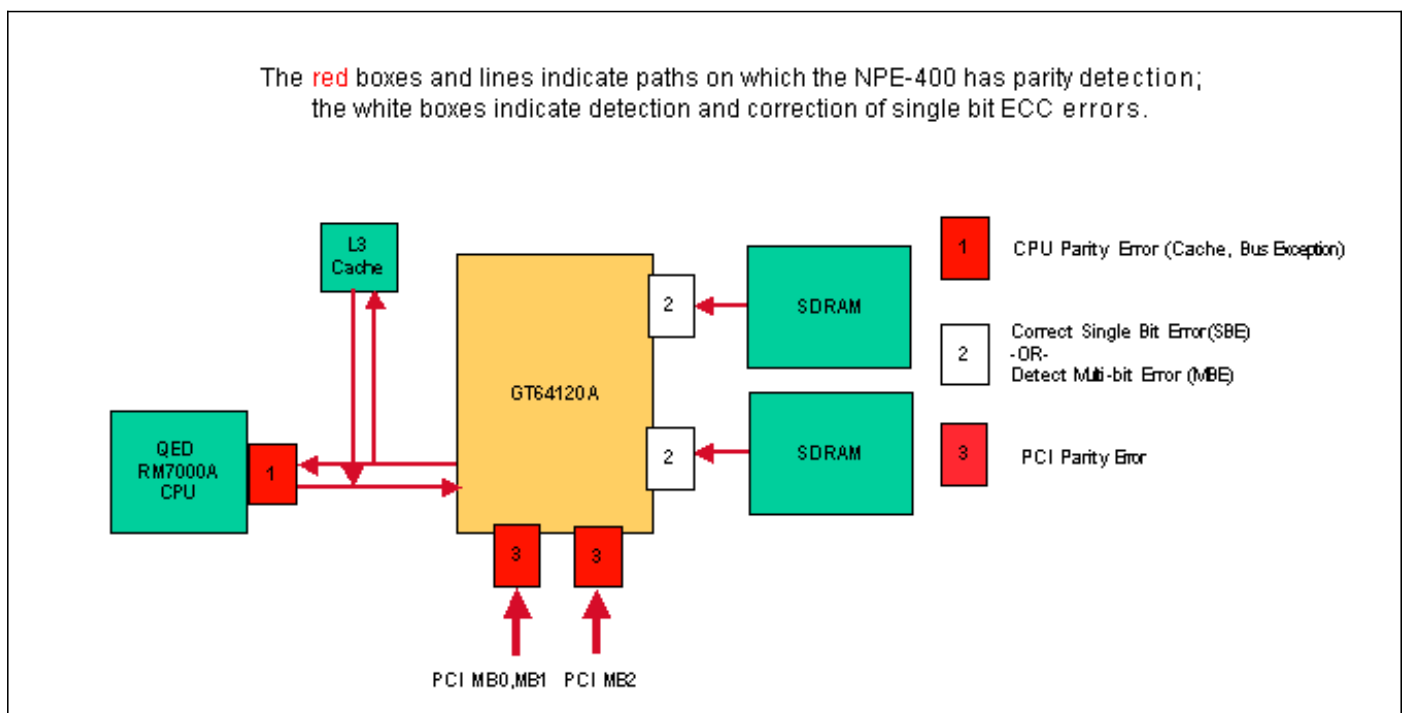 The red boxes and lines indicate paths on which the NPE-400 has parity detection;
the white boxes indicate detection and correction of single bit ECC errors.
L3
Cache
GT64120A
QED
RM7000A
CPU
1
2
2
SDRAM
SDRAM
3
3
PCI MB0,MB1
PCI MB2
1
CPU Parity Error (Cache, Bus Exception)
2
Correct Single Bit Error(SBE)
-OR-
Detect Multi-bit Error (MBE)
3
PCI Parity Error